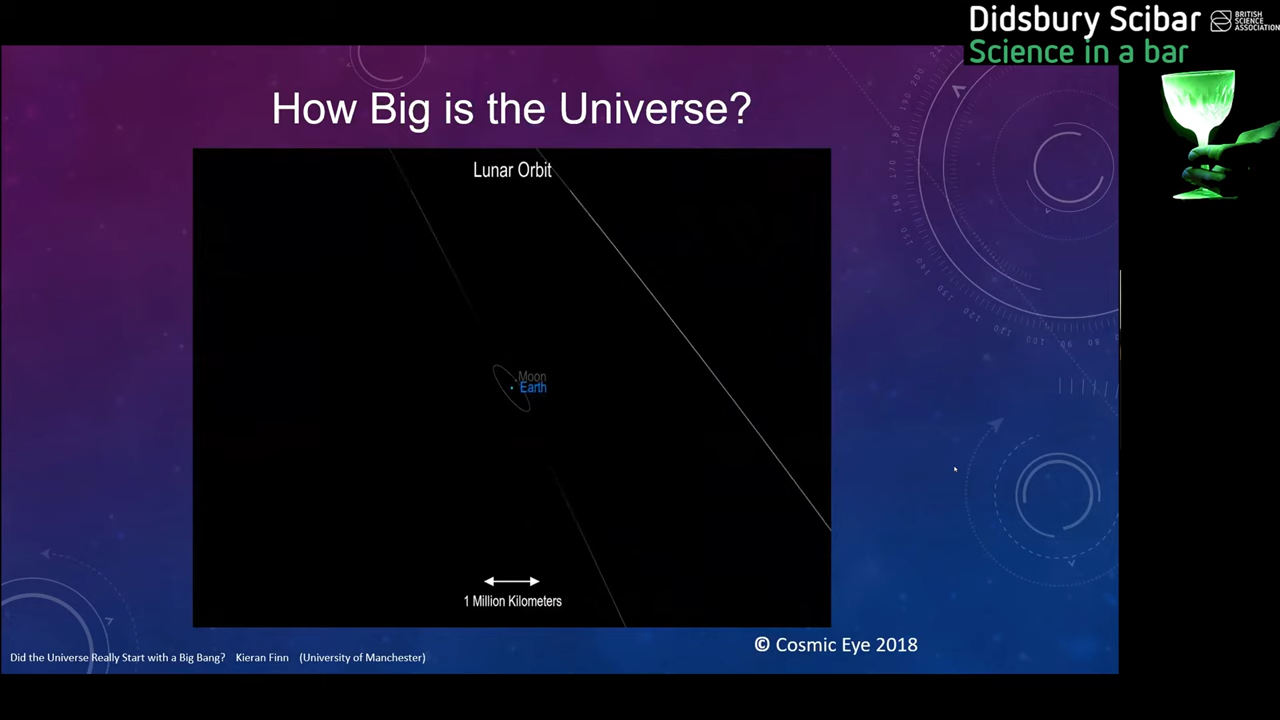 Didsbury Scibar
BRITISH
SCIENCE
ASSOCIATION
Science in a bar
How Big is the Universe?
Lunar Orbit
Moon
Earth
1 Million Kilometers
© Cosmic Eye 2018
Did the Universe Really Start with a Big Bang? Kieran Finn (University of Manchester)